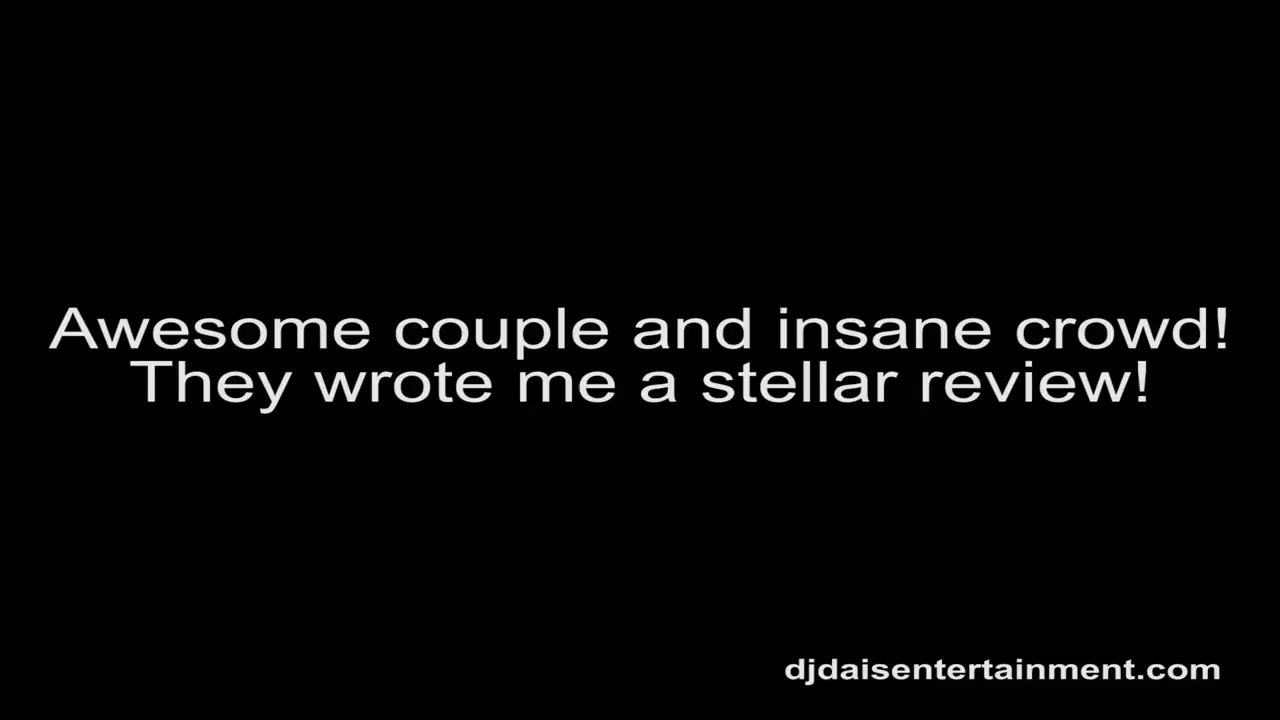 Awesome couple and insane crowd!
They wrote me a stellar review!
djdaisentertainment.com